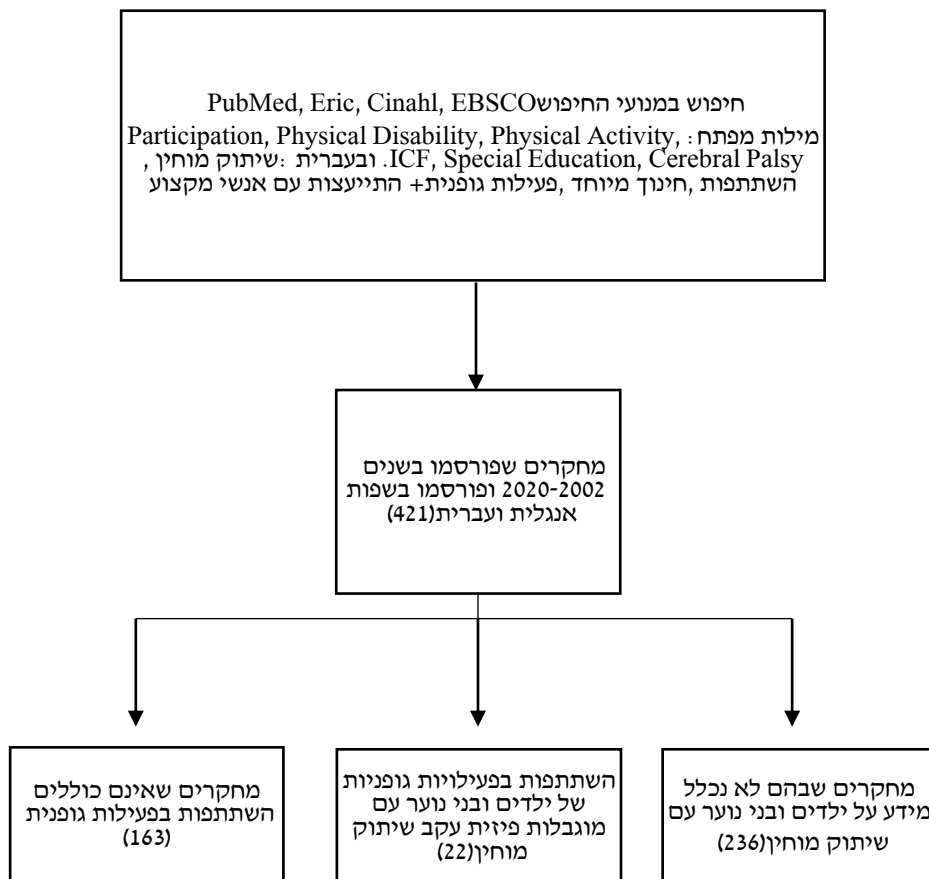 חיפוש במנועי החיפושPubMed, Eric, Cinahl, EBSCO
מילות מפתח: Participation, Physical Disability, Physical Activity,
ICF, Special Education, Cerebral Palsy. ובעברית: שיתוק מוחין,
השתתפות, חינוך מיוחד, פעילות גופנית+ התייעצות עם אנשי מקצוע
מחקרים שפורסמו בשנים
2020-2002 ופורסמו בשפות
אנגלית ועברית(421)
מחקרים שבהם לא נכלל
מידע על ילדים ובני נוער עם
שיתוק מוחין(236)
השתתפות בפעילויות גופניות
של ילדים ובני נוער עם
מוגבלות פיזית עקב שיתוק
מוחין(22)
מחקרים שאינם כוללים
השתתפות בפעילות גופנית
(163)